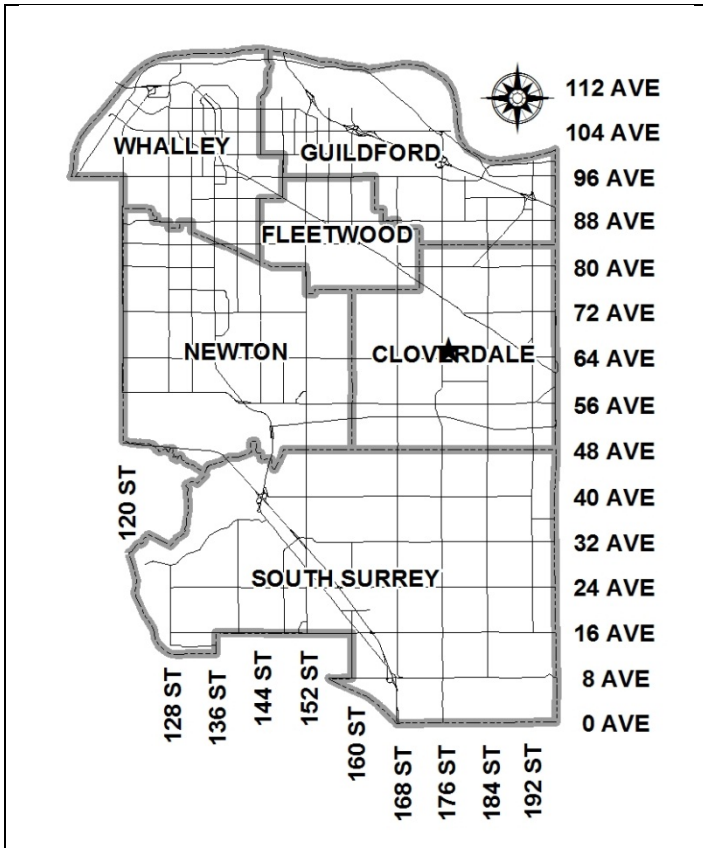 112 AVE
104 AVE
WHALLEY
GUILDFORD
96 AVE
88 AVE
FLEETWOOD
80 AVE
72 AVE
NEWTON
CLOVERDALE
64 AVE
56 AVE
48 AVE
120 ST
40 AVE
32 AVE
SOUTH SURREY
24 AVE
16 AVE
8 AVE
0 AVE
128 ST
136 ST
144 ST
152 ST
160 ST
168 ST
176 ST
184 ST
192 ST